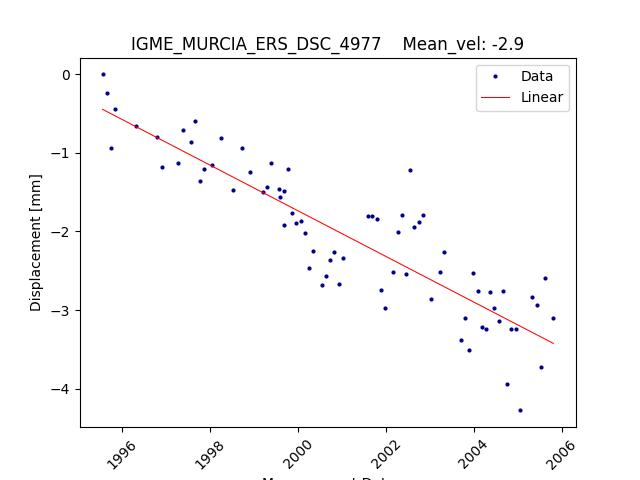 IGME_MURCIA_ERS_DSC_4977 Mean_vel: -2.9
Data
Linear
Displacement [mm]
0
−1
−2
−3
−4
1996
1998
2000
2002
2004
2006